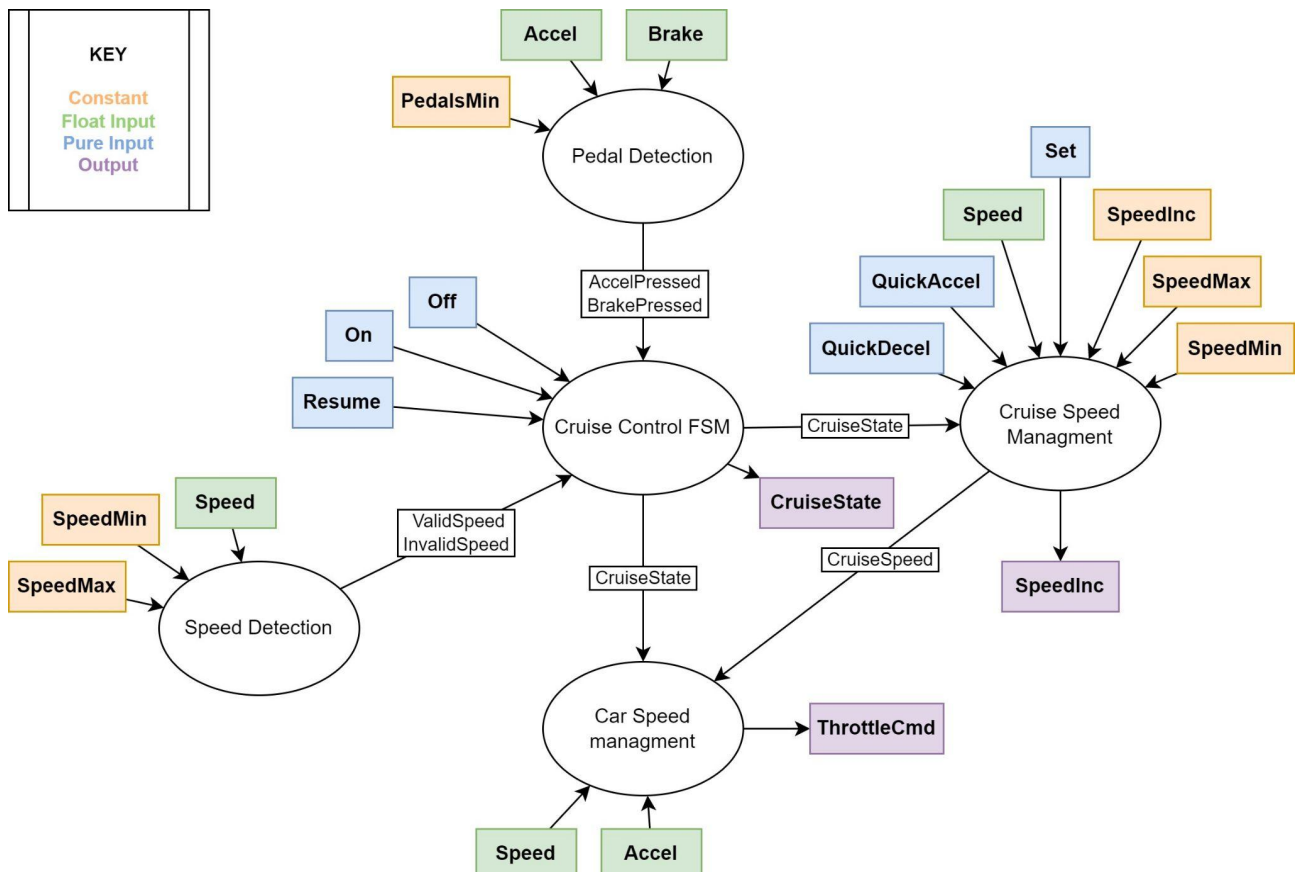 KEY
Constant
Float Input
Pure Input
Output
Accel
Brake
PedalsMin
Pedal Detection
AccelPressed
BrakePressed
Set
Speed
SpeedInc
QuickAccel
SpeedMax
QuickDecel
SpeedMin
Off
On
Resume
Cruise Control FSM
CruiseState
Cruise Speed
Managment
CruiseState
SpeedInc
CruiseSpeed
Speed
SpeedMin
SpeedMax
Speed Detection
ValidSpeed
InvalidSpeed
CruiseState
Car Speed
managment
ThrottleCmd
Speed
Accel